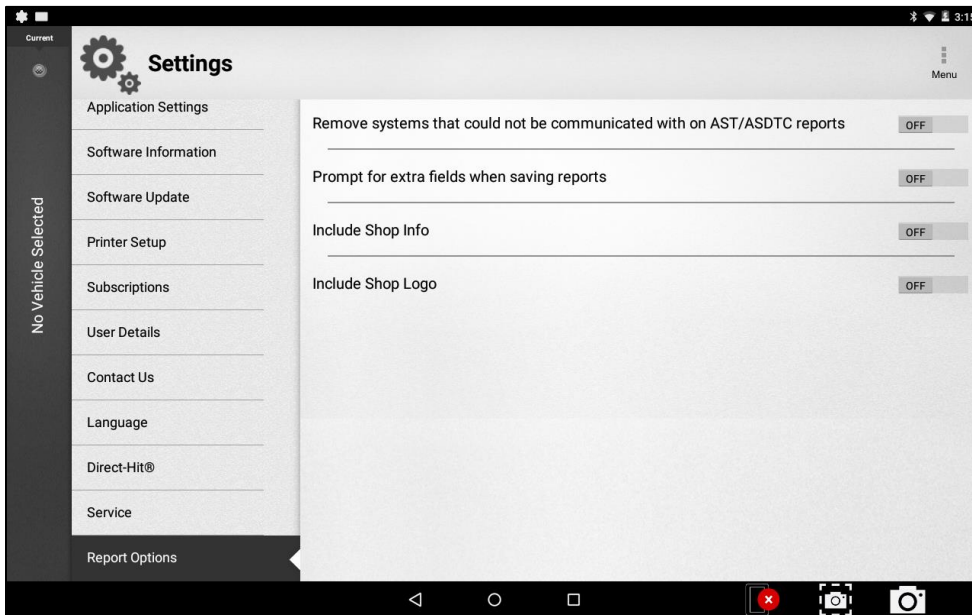 3:15
Current
Settings
Menu
No Vehicle Selected
Application Settings
Software Information
Software Update
Printer Setup
Subscriptions
User Details
Contact Us
Language
Direct-Hit®
Service
Report Options
Remove systems that could not be communicated with on AST/ASDTC reports
OFF
Prompt for extra fields when saving reports
OFF
Include Shop Info
OFF
Include Shop Logo
OFF